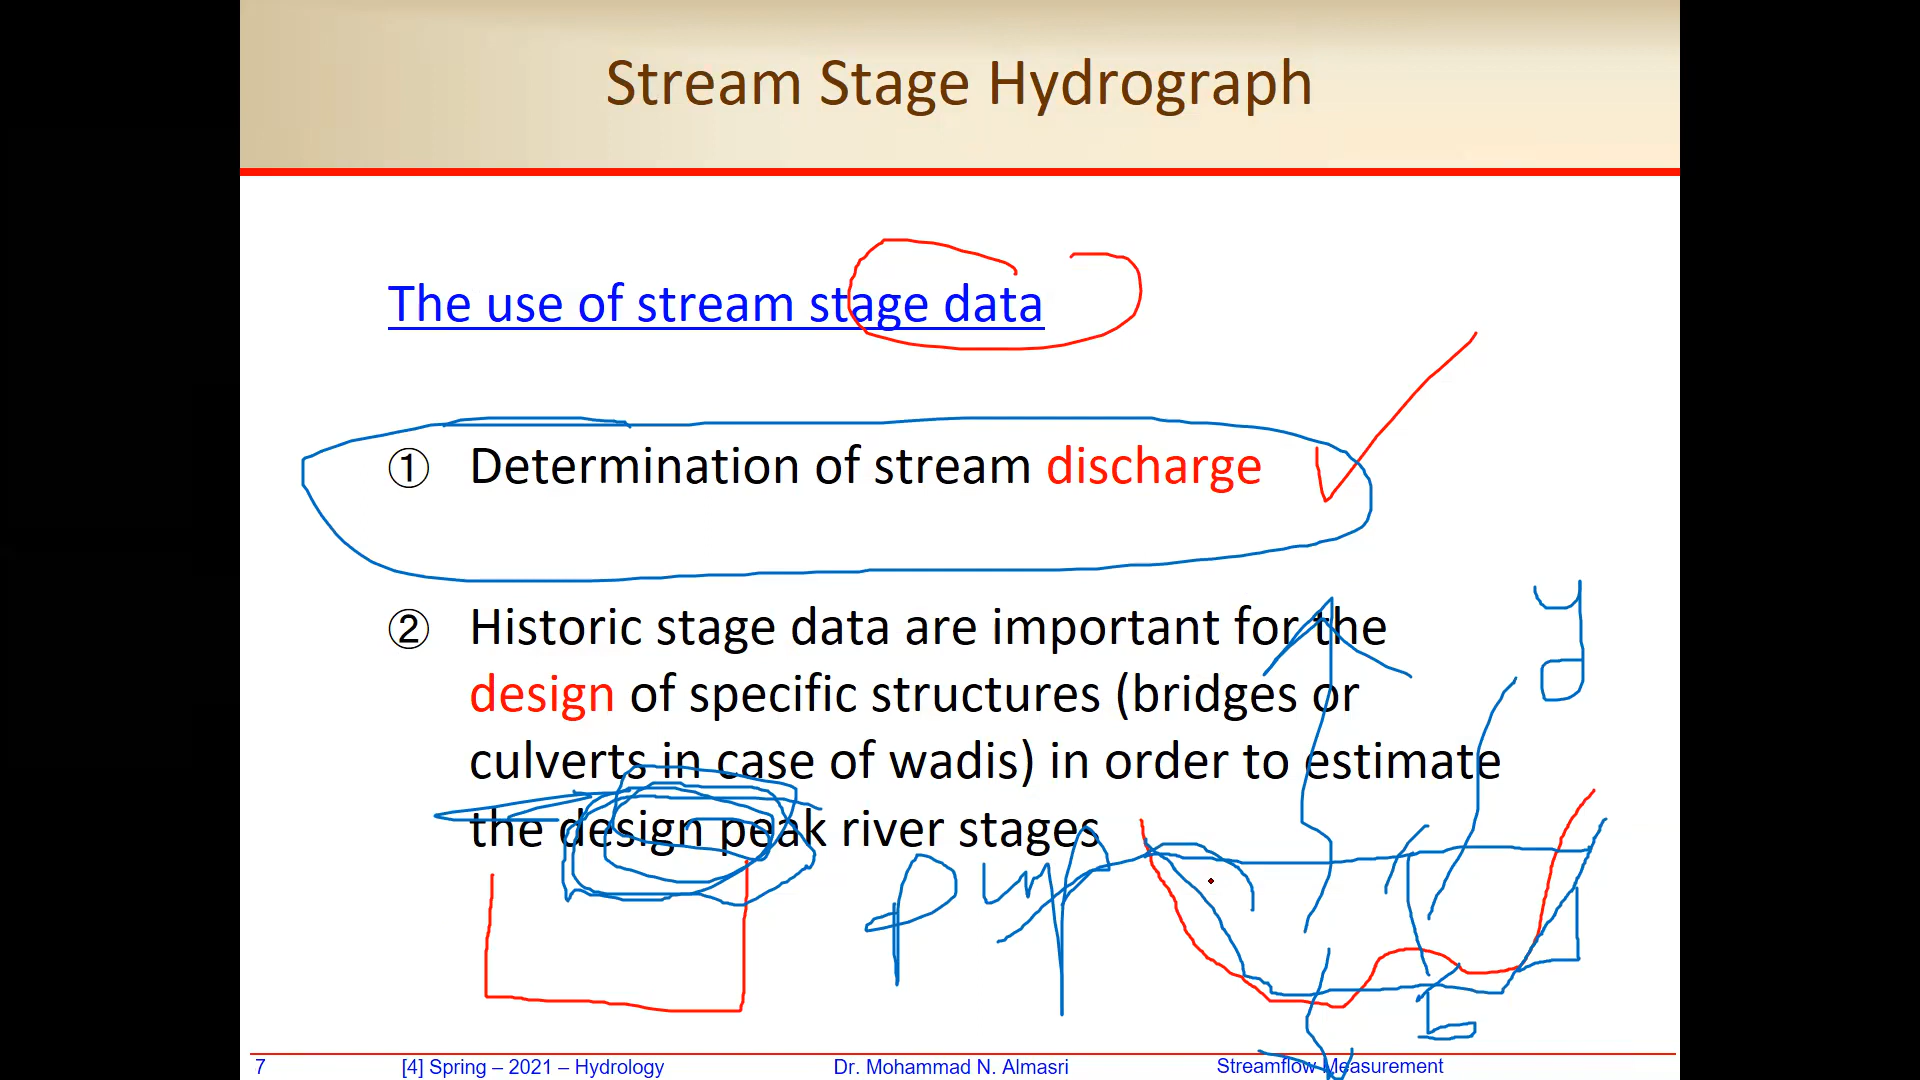 Stream Stage Hydrograph
The use of stream stage data
① Determination of stream discharge
② Historic stage data are important for the
design of specific structures (bridges or
culverts in case of wadis) in order to estimate
the design peak river stages
y
b
7 [4] Spring – 2021 – Hydrology Dr. Mohammad N. Almasri Streamflow Measurement